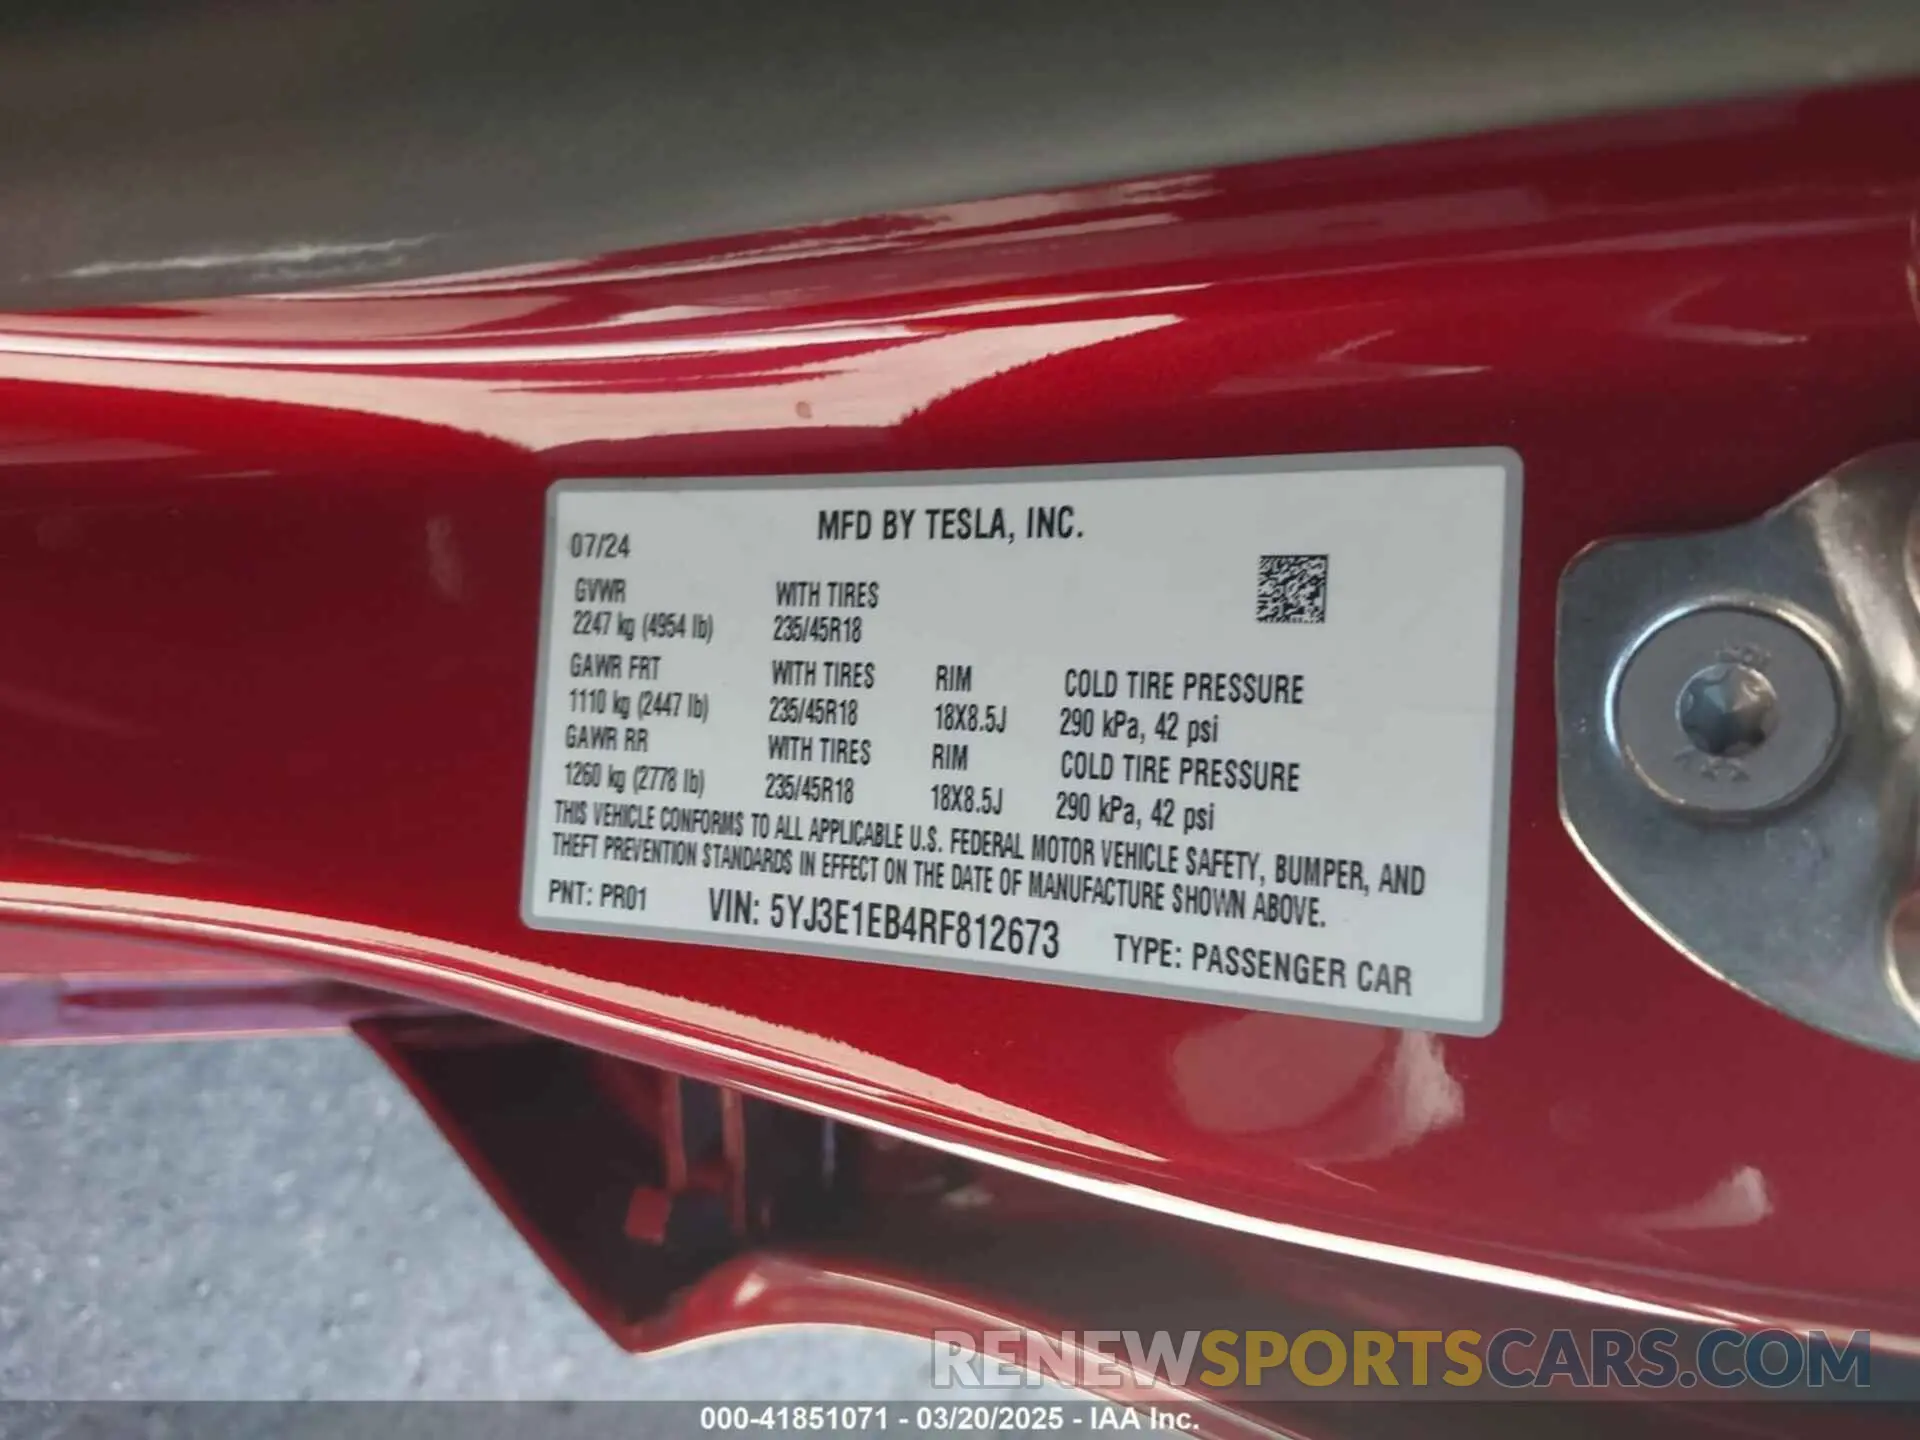 MFD BY TESLA, INC.
07/24
GVWR WITH TIRES
2247 kg (4954 lb) 235/45R18
GAWR FRT WITH TIRES RIM COLD TIRE PRESSURE
1110 kg (2447 lb) 235/45R18 18X8.5J 290 kPa, 42 psi
GAWR RR WITH TIRES RIM COLD TIRE PRESSURE
1260 kg (2778 lb) 235/45R18 18X8.5J 290 kPa, 42 psi
THIS VEHICLE CONFORMS TO ALL APPLICABLE U.S. FEDERAL MOTOR VEHICLE SAFETY, BUMPER, AND
THEFT PREVENTION STANDARDS IN EFFECT ON THE DATE OF MANUFACTURE SHOWN ABOVE.
PNT: PR01 VIN: 5YJ3E1EB4RF812673 TYPE: PASSENGER CAR
RENEWSPORTSCARS.COM
000-41851071 - 03/20/2025 - IAA Inc.